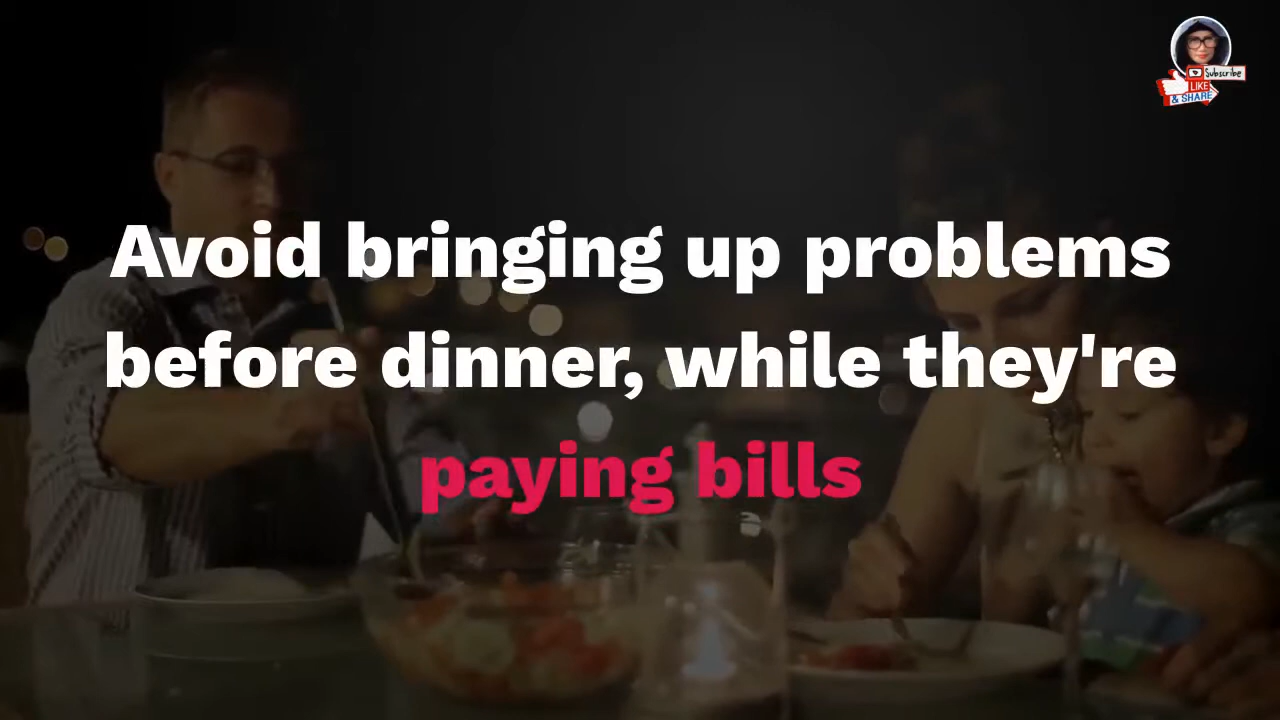 Subscribe
LIKE
& SHARE
Avoid bringing up problems
before dinner, while they're
paying bills